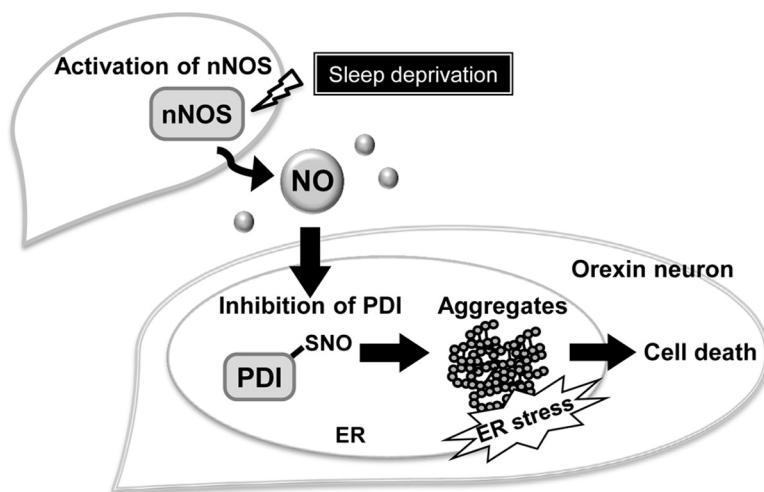 Activation of nNOS
Sleep deprivation
nNOS
NO
Orexin neuron
Inhibition of PDI
Aggregates
SNO
Cell death
PDI
ER stress
ER